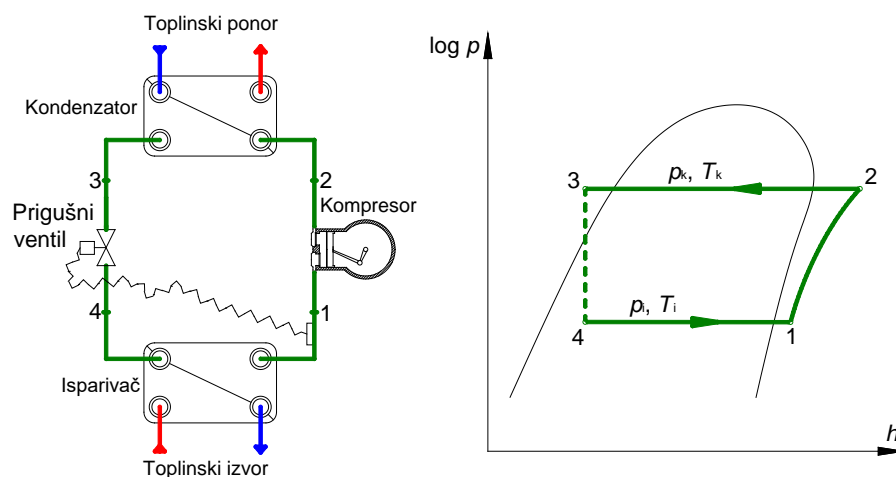 Toplinski ponor
Kondenzator
3
2
Prigušni
ventil
Kompresor
4
1
Isparivač
Toplinski izvor
log p
3
pk, Tk
2
pi, Ti
4
1
h